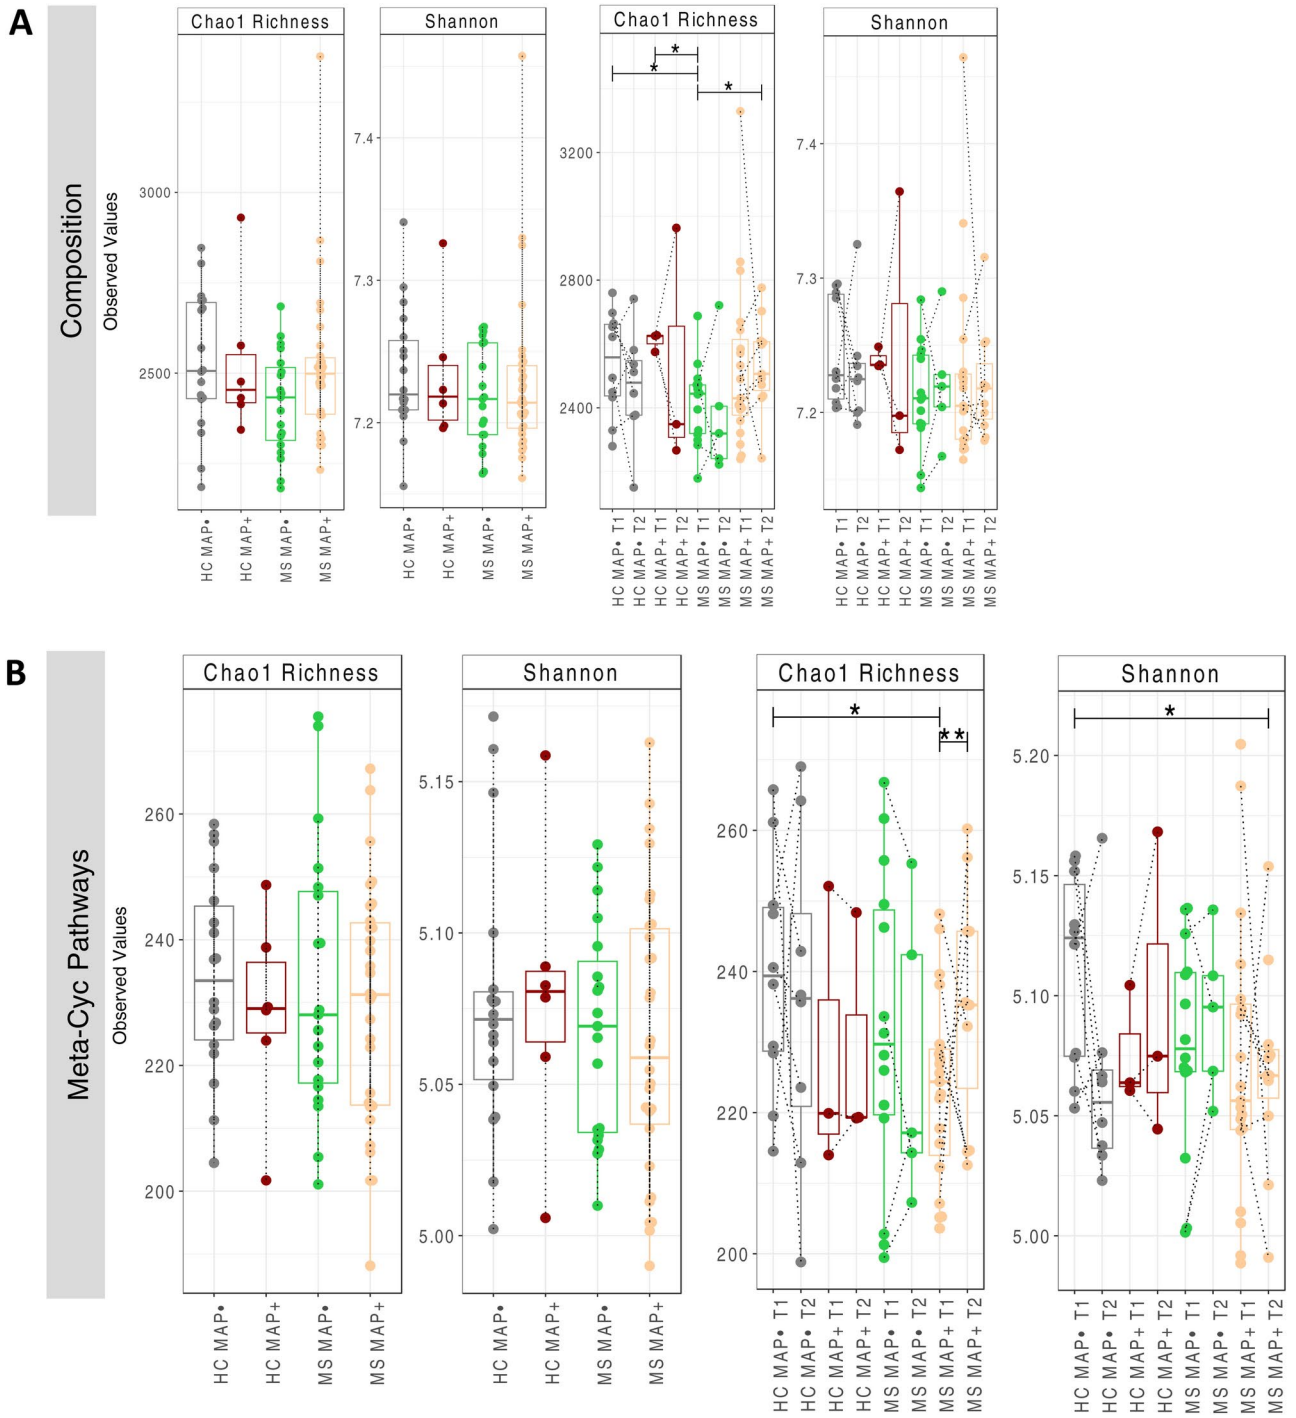 A
Composition
Observed Values
Chao1 Richness
3000
2500
HC MAP•
HC MAP+
MS MAP•
MS MAP+
Shannon
7.4
7.3
7.2
HC MAP•
HC MAP+
MS MAP•
MS MAP+
Chao1 Richness
* 
*
*
3200
2800
2400
HC MAP• T1
HC MAP• T2
HC MAP+ T1
HC MAP+ T2
MS MAP• T1
MS MAP• T2
MS MAP+ T1
MS MAP+ T2
Shannon
7.4
7.3
7.2
HC MAP• T1
HC MAP• T2
HC MAP+ T1
HC MAP+ T2
MS MAP• T1
MS MAP• T2
MS MAP+ T1
MS MAP+ T2
B
Meta-Cyc Pathways
Observed Values
Chao1 Richness
260
240
220
200
HC MAP•
HC MAP+
MS MAP•
MS MAP+
Shannon
5.15
5.10
5.05
5.00
HC MAP•
HC MAP+
MS MAP•
MS MAP+
Chao1 Richness
*
**
260
240
220
200
HC MAP• T1
HC MAP• T2
HC MAP+ T1
HC MAP+ T2
MS MAP• T1
MS MAP• T2
MS MAP+ T1
MS MAP+ T2
Shannon
*
5.20
5.15
5.10
5.05
5.00
HC MAP• T1
HC MAP• T2
HC MAP+ T1
HC MAP+ T2
MS MAP• T1
MS MAP• T2
MS MAP+ T1
MS MAP+ T2